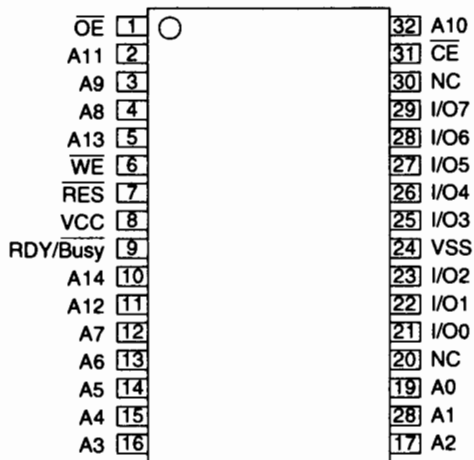 OE 1 32 A10
A11 2 31 CE
A9 3 30 NC
A8 4 29 I/O7
A13 5 28 I/O6
WE 6 27 I/O5
RES 7 26 I/O4
VCC 8 25 I/O3
RDY/Busy 9 24 VSS
A14 10 23 I/O2
A12 11 22 I/O1
A7 12 21 I/O0
A6 13 20 NC
A5 14 19 A0
A4 15 28 A1
A3 16 17 A2